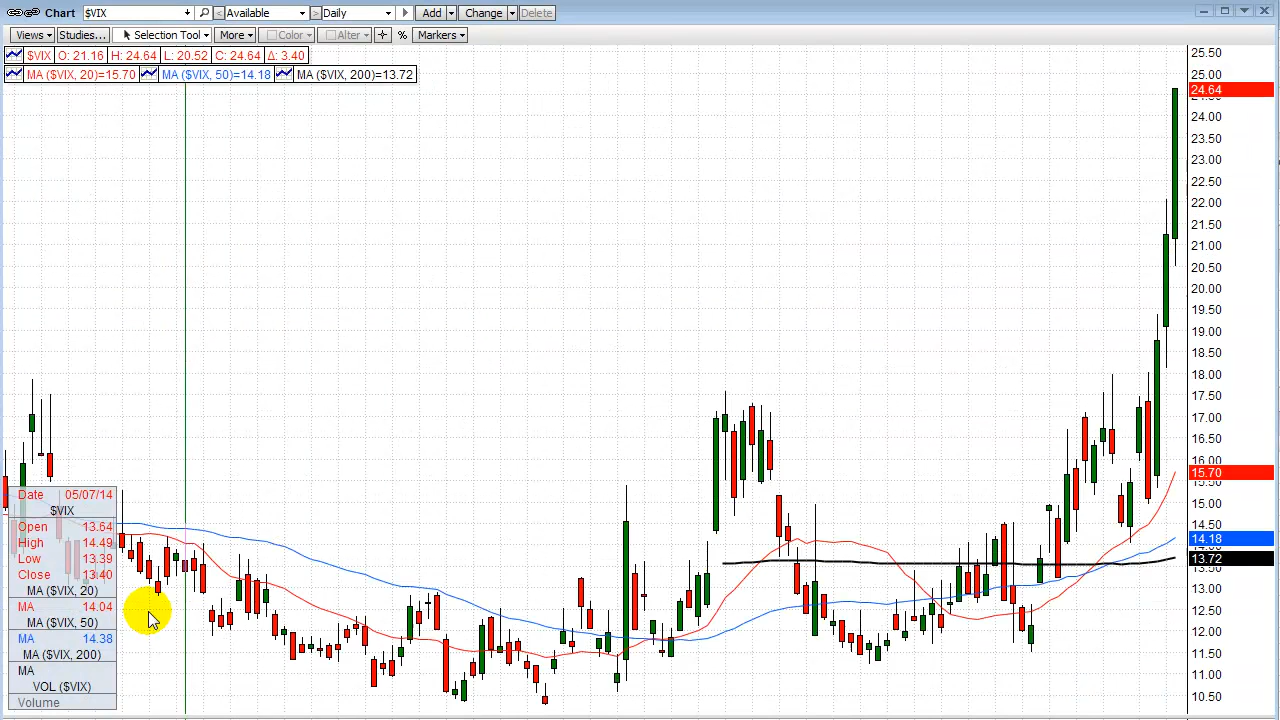 Chart $VIX Available Daily Add Change Delete
Views Studies... Selection Tool More Color Alter % Markers
$VIX O: 21.16 H: 24.64 L: 20.52 C: 24.64 Δ: 3.40
MA ($VIX, 20)=15.70 MA ($VIX, 50)=14.18 MA ($VIX, 200)=13.72
25.50
25.00
24.64
24.00
23.50
23.00
22.50
22.00
21.50
21.00
20.50
20.00
19.50
19.00
18.50
18.00
17.50
17.00
16.50
16.00
15.70
15.50
15.00
14.50
14.18
13.72
13.50
13.00
12.50
12.00
11.50
11.00
10.50
Date 05/07/14
$VIX
Open 13.64
High 14.49
Low 13.39
Close 13.40
MA ($VIX, 20)
MA 14.04
MA ($VIX, 50)
MA 14.38
MA ($VIX, 200)
MA
VOL ($VIX)
Volume